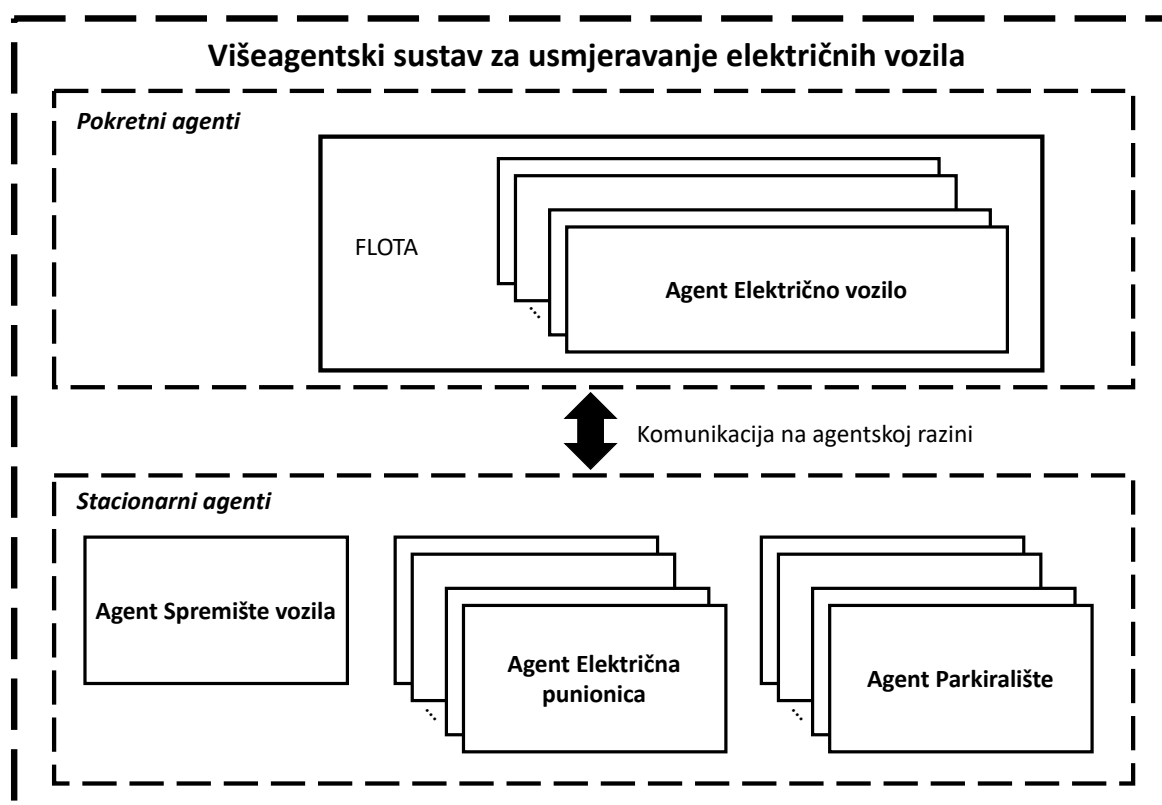 Višeagentski sustav za usmjeravanje električnih vozila
Pokretni agenti
FLOTA
Agent Električno vozilo
...
Komunikacija na agentskoj razini
Stacionarni agenti
Agent Spremište vozila
Agent Električna
punionica
...
Agent Parkiralište
...